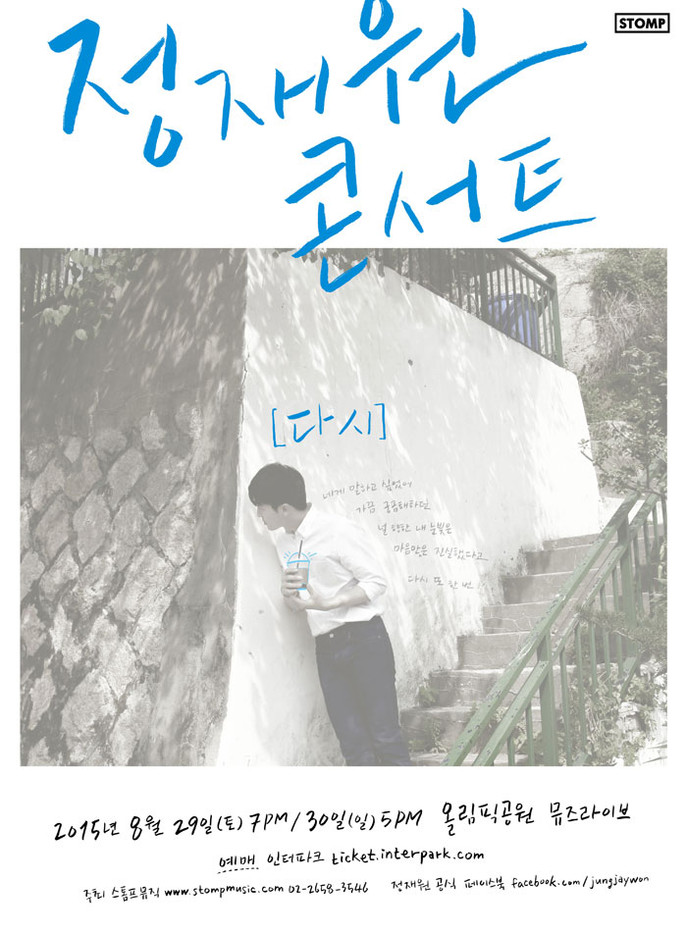 STOMP
정재원
콘서트
[다시]
네게 말하고 싶었어
가끔 궁금해하던
널 향한 내 눈빛은
마음만은 진실했다고
다시 또 한 번
2015년 8월 29일(토) 7PM / 30일(일) 5PM 올림픽공원 뮤즈라이브
예매 인터파크 ticket.interpark.com
주최 스톰프뮤직 www.stompmusic.com 02-2658-3546 정재원 공식 페이스북 facebook.com/jungjaywon